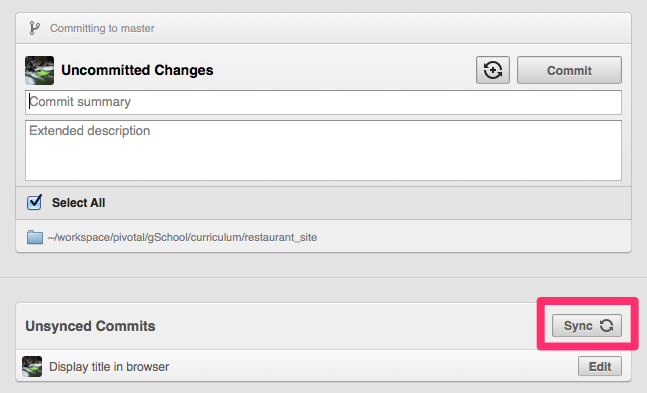 Committing to master
Uncommitted Changes
Commit
Commit summary
Extended description
Select All
~/workspace/pivotal/gSchool/curriculum/restaurant_site
Unsynced Commits
Sync
Display title in browser
Edit